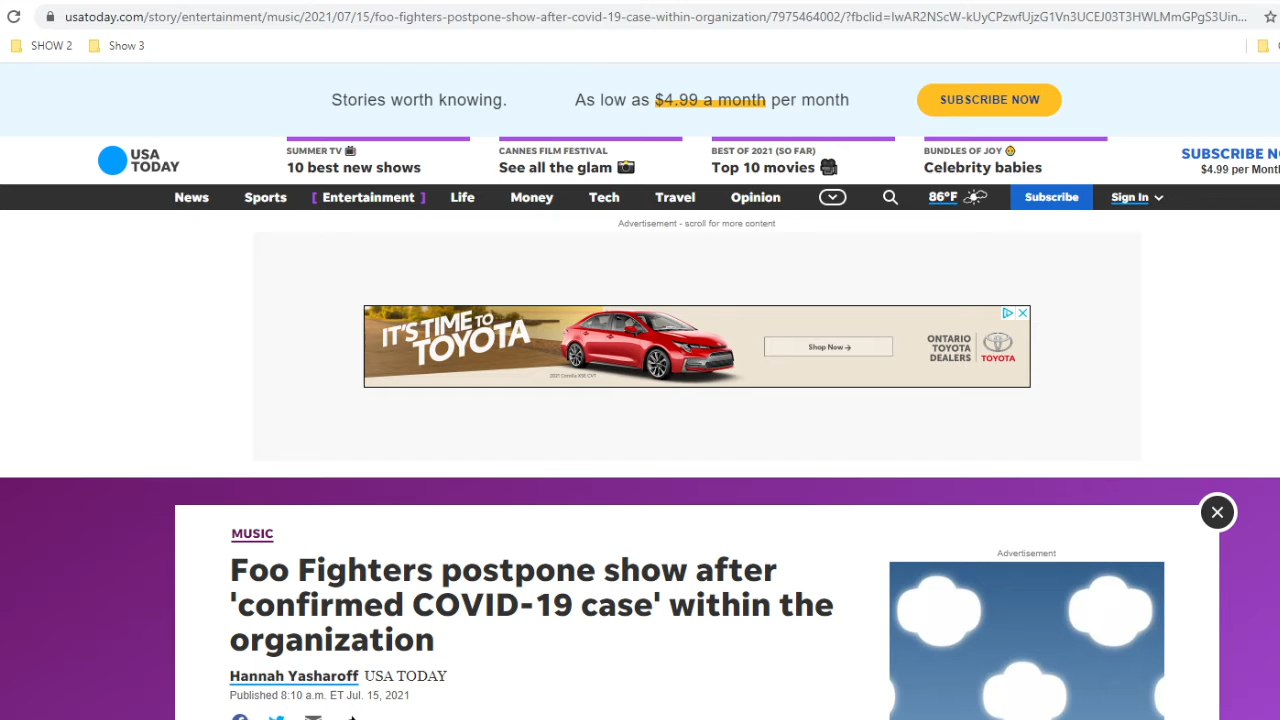 usatoday.com/story/entertainment/music/2021/07/15/foo-fighters-postpone-show-after-covid-19-case-within-organization/7975464002/?fbclid=IwAR2NScW-kUyCPzwfUjzG1Vn3UCEJ03T3HWLMmGPgS3Uin...
SHOW 2 Show 3
Stories worth knowing. As low as $4.99 a month per month SUBSCRIBE NOW
USA TODAY
SUMMER TV
10 best new shows
CANNES FILM FESTIVAL
See all the glam
BEST OF 2021 (SO FAR)
Top 10 movies
BUNDLES OF JOY
Celebrity babies
SUBSCRIBE
$4.99 per
News Sports [ Entertainment ] Life Money Tech Travel Opinion 86°F Subscribe Sign In
Advertisement - scroll for more content
IT'S TIME TO
TOYOTA
Shop Now →
ONTARIO
TOYOTA
DEALERS
TOYOTA
MUSIC
Foo Fighters postpone show after
'confirmed COVID-19 case' within the
organization
Hannah Yasharoff USA TODAY
Published 8:10 a.m. ET Jul. 15, 2021
Advertisement